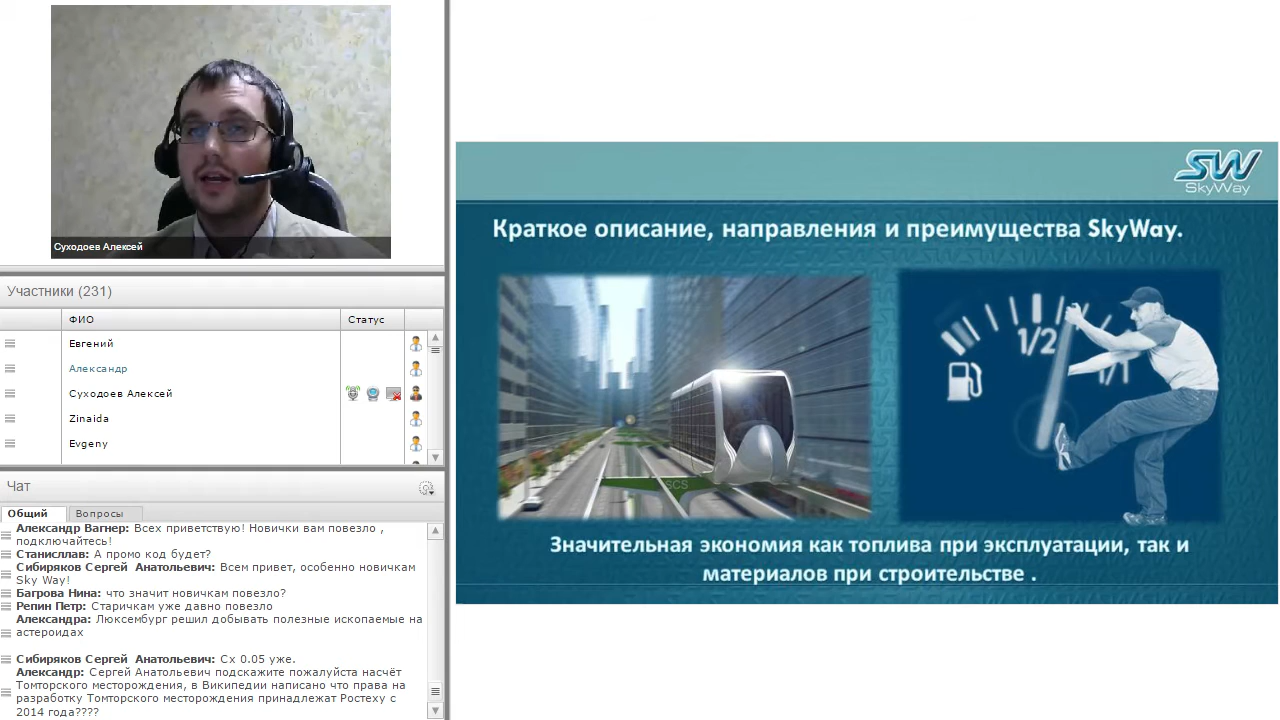 Суходоев Алексей
Участники (231)
ФИО
Статус
Евгений
Александр
Суходоев Алексей
Zinaida
Evgeny
Чат
Общий
Вопросы
Александр Вагнер: Всех приветствую! Новички вам повезло ,
подключайтесь!
Станисллав: А промо код будет?
Сибиряков Сергей Анатольевич: Всем привет, особенно новичкам
Sky Way!
Багрова Нина: что значит новичкам повезло?
Репин Петр: Старичкам уже давно повезло
Александра: Люксембург решил добывать полезные ископаемые на
астероидах
Сибиряков Сергей Анатольевич: Сх 0.05 уже.
Александр: Сергей Анатольевич подскажите пожалуйста насчёт
Томторского месторождения, в Википедии написано что права на
разработку Томторского месторождения принадлежат Ростеху с
2014 года????
SW
SkyWay
Краткое описание, направления и преимущества SkyWay.
SCS
1/2
1/1
Значительная экономия как топлива при эксплуатации, так и
материалов при строительстве .